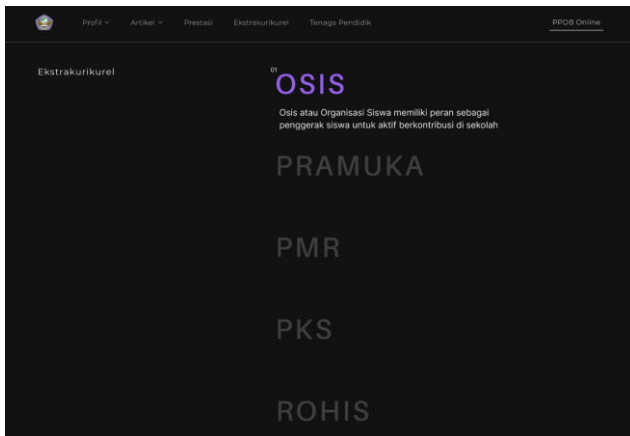 Profil
Artikel
Prestasi
Ekstrakurikurel
Tenaga Pendidik
PPDB Online
Ekstrakurikurel
01
OSIS
Osis atau Organisasi Siswa memiliki peran sebagai
penggerak siswa untuk aktif berkontribusi di sekolah
PRAMUKA
PMR
PKS
ROHIS